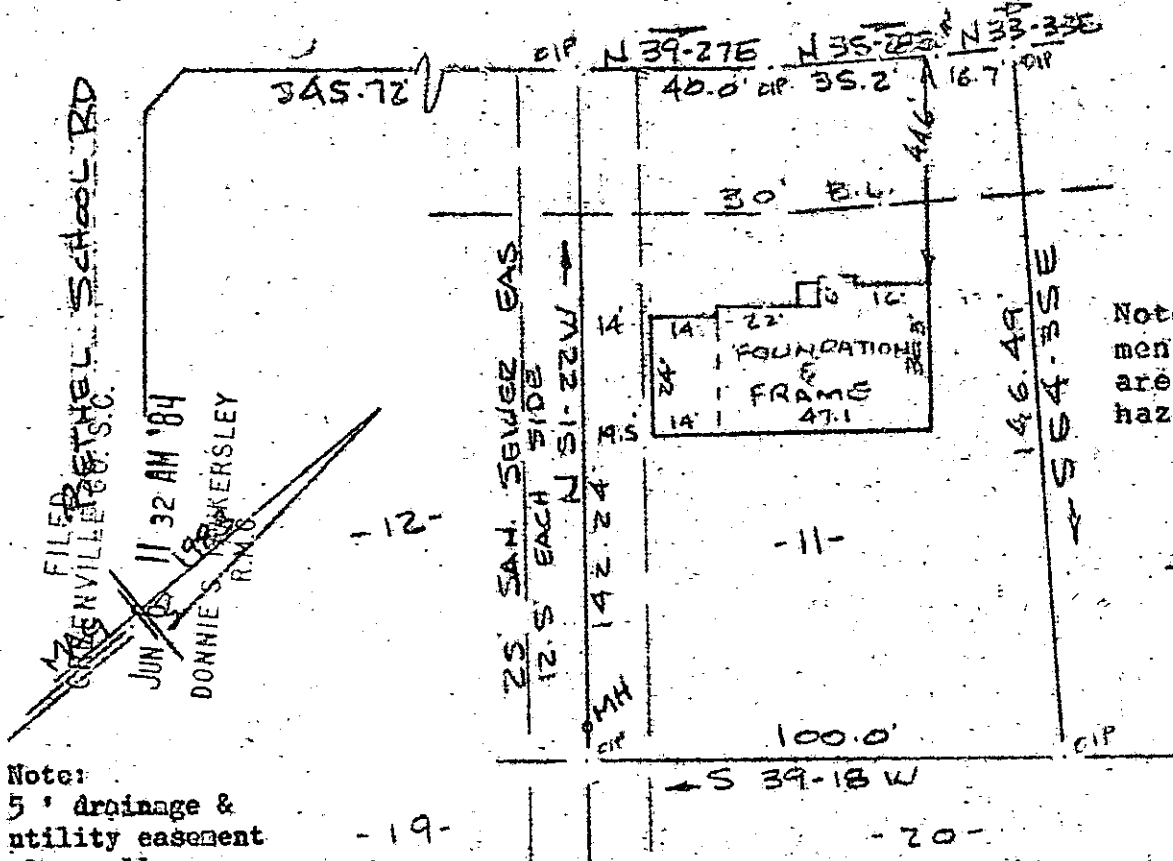 OIP N 39-27E N 35-28E N 33-33E
345.72' 40.0' OIP 35.2' 16.7' OIP
44.6'
30' B.L.
BETHEL SCHOOL RD
FILED
GREENVILLE CO. S.C.
JUN 11 32 AM '84
DONNIE S. TANKERSLEY
R.M.C.
MAG
25 SAN. SEWER EAS
12.5 EACH SIDE
N 51-22W
142.24
MH
14' 14' 22' 6' 16'
FOUNDATION
&
FRAME
24'
19.5 14' 47.1
146.49
S 64-35E
Note
men
are
haz
-12-
-11-
OIP 100.0' OIP
S 39-18 W
Note:
5 ' drainage &
utility easement
-19-
-20-